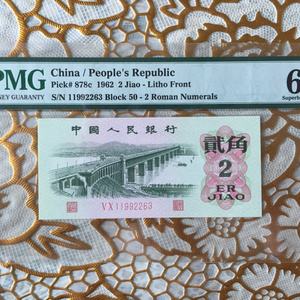 PMG
China / People's Republic
Pick# 878c 1962 2 Jiao - Litho Front
S/N 11992263 Block 50 - 2 Roman Numerals
中國人民銀行
貳角
2
ER
JIAO
VX11992263